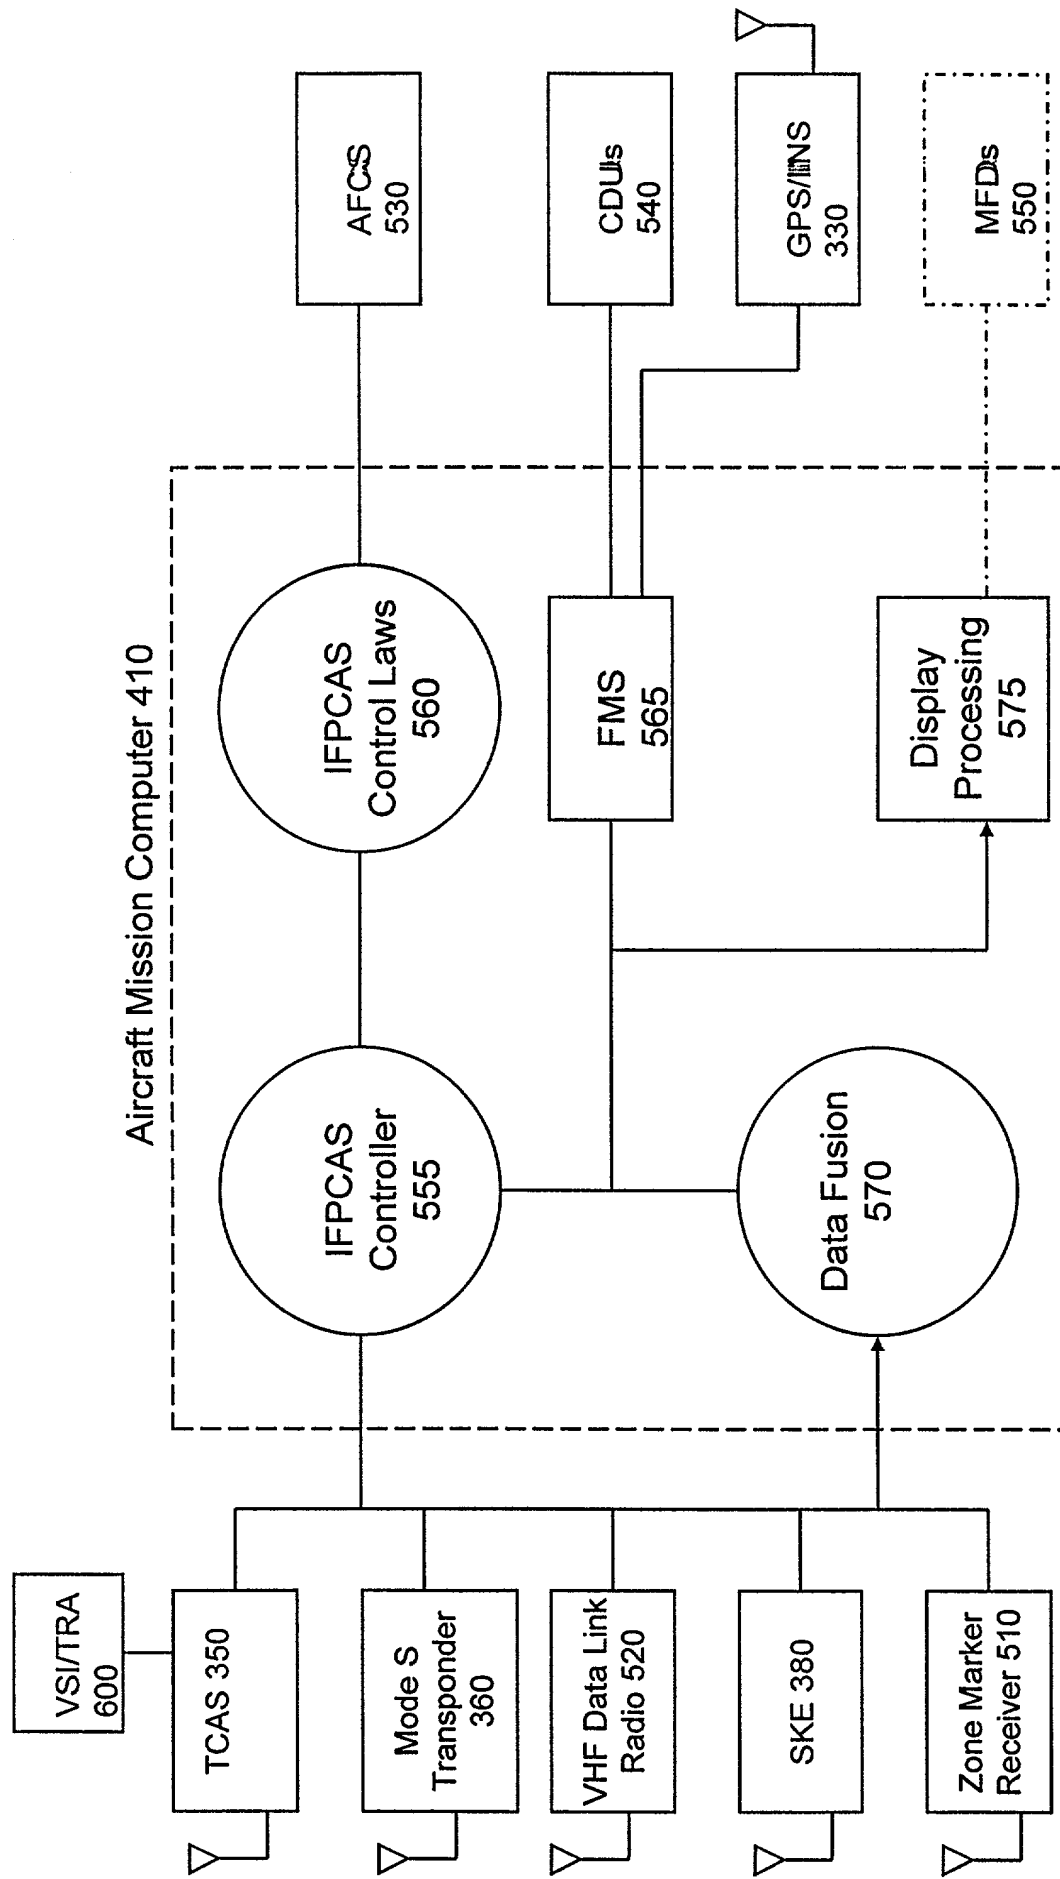 Aircraft Mission Computer 410
VSI/TRA
600
TCAS 350
Mode S
Transponder
360
VHF Data Link
Radio 520
SKE 380
Zone Marker
Receiver 510
IFPCAS
Controller
555
Data Fusion
570
IFPCAS
Control Laws
560
FMS
565
Display
Processing
575
AFCS
530
CDUs
540
GPS/INS
330
MFDs
550